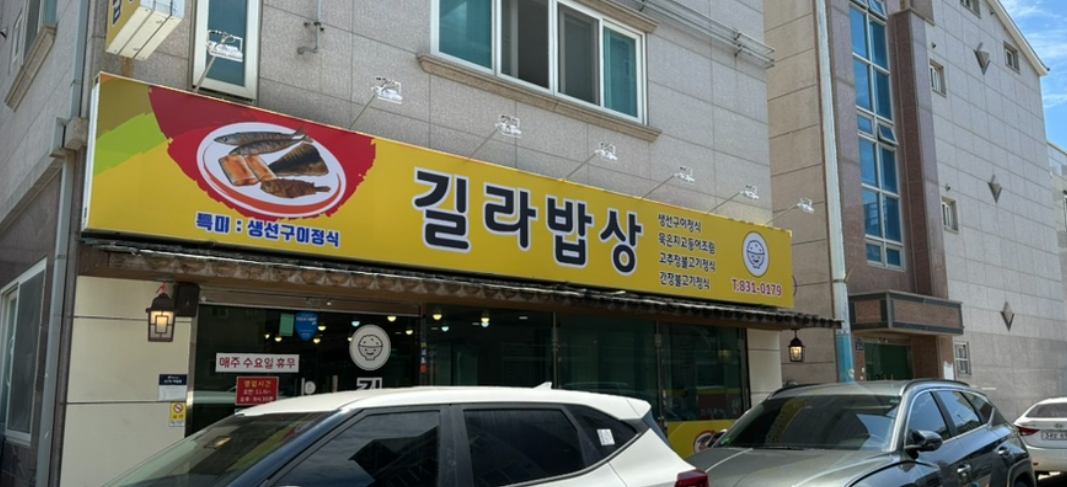 특미 : 생선구이정식
길라밥상
생선구이정식
묵은지고등어조림
고추장불고기정식
간장불고기정식
T.831-0179
매주 수요일 휴무
영업시간
길